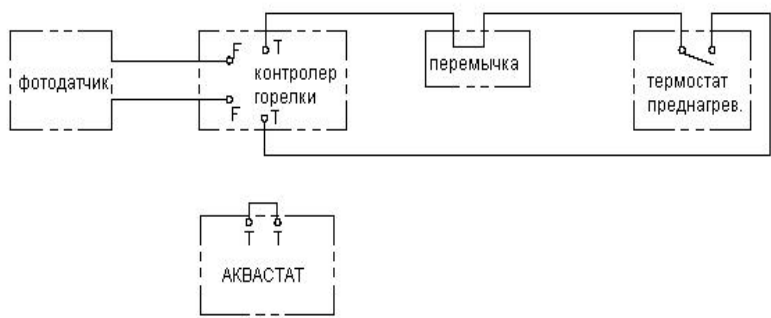 фотодатчик
F
T
контролер
горелки
F
T
перемычка
термостат
преднагрев.
T T
АКВАСТАТ